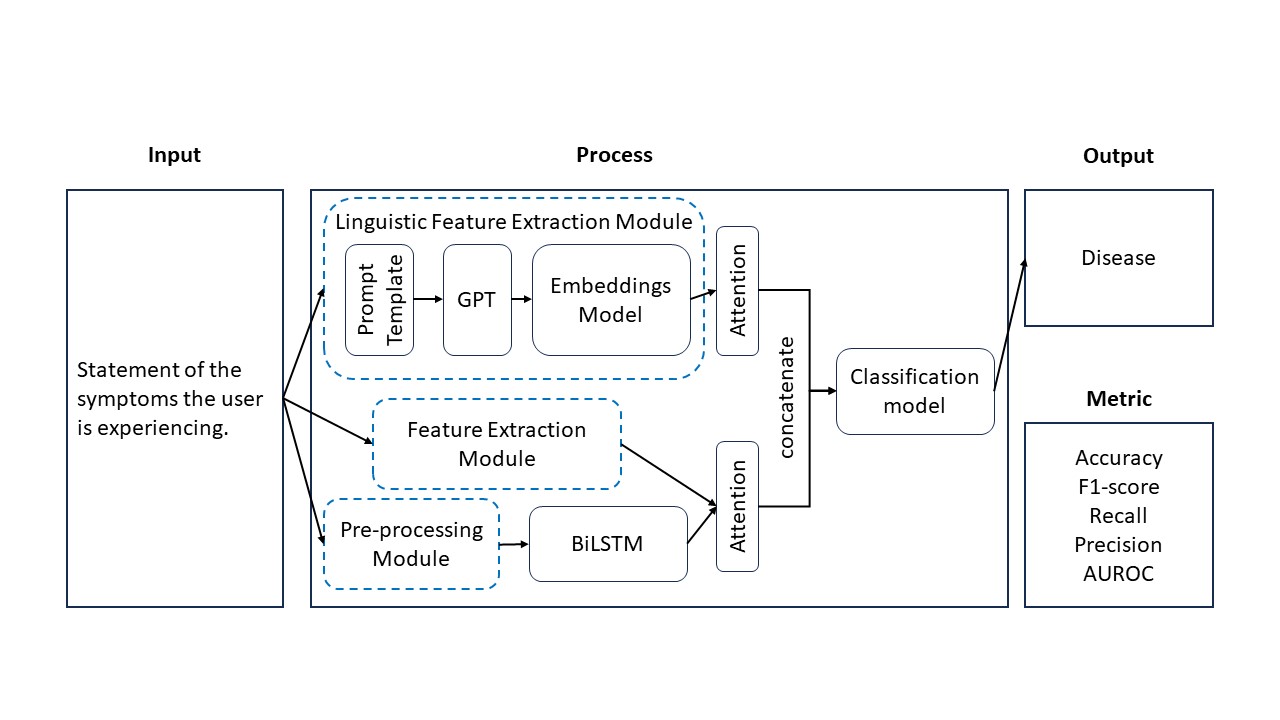 Input
Process
Output
Statement of the
symptoms the user
is experiencing.
Linguistic Feature Extraction Module
Prompt
Template
GPT
Embeddings
Model
Attention
Feature Extraction
Module
Pre-processing
Module
BiLSTM
Attention
concatenate
Classification
model
Disease
Metric
Accuracy
F1-score
Recall
Precision
AUROC